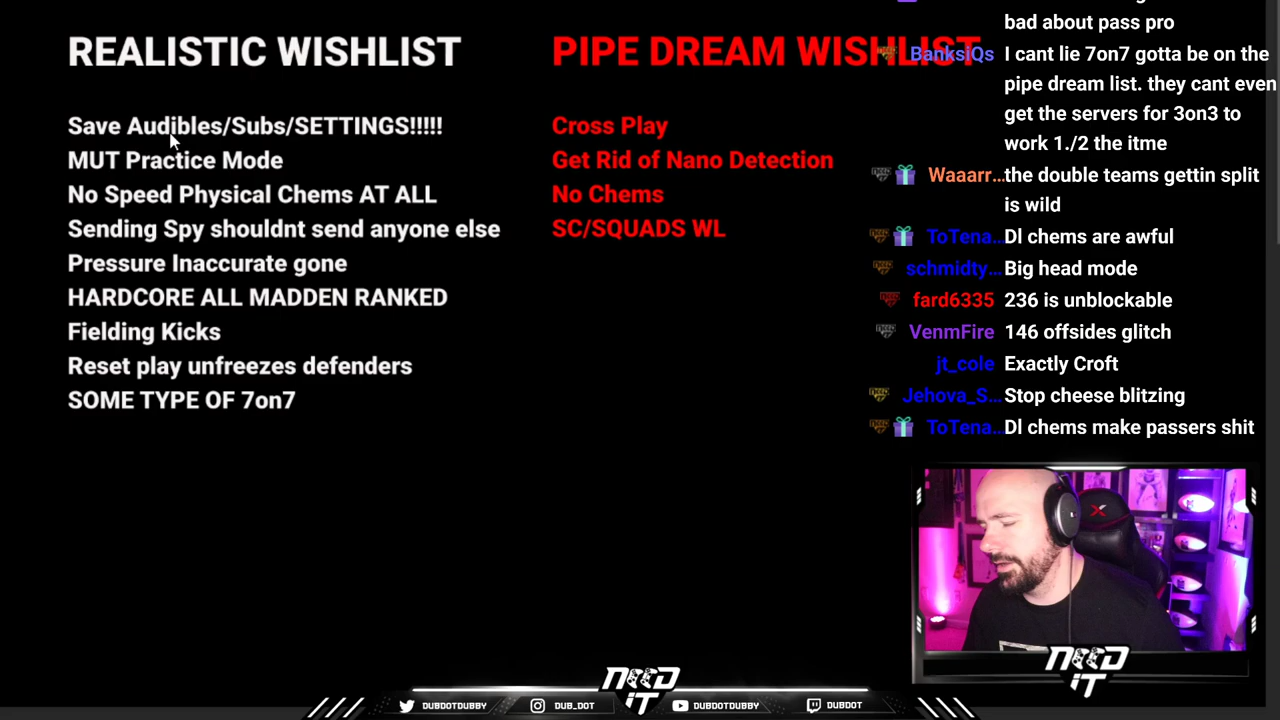 REALISTIC WISHLIST
Save Audibles/Subs/SETTINGS!!!!!
MUT Practice Mode
No Speed Physical Chems AT ALL
Sending Spy shouldnt send anyone else
Pressure Inaccurate gone
HARDCORE ALL MADDEN RANKED
Fielding Kicks
Reset play unfreezes defenders
SOME TYPE OF 7on7
PIPE DREAM WISHLIST
Cross Play
Get Rid of Nano Detection
No Chems
SC/SQUADS WL
bad about pass pro
BanksiQs I cant lie 7on7 gotta be on the
pipe dream list. they cant even
get the servers for 3on3 to
work 1./2 the itme
Waaarr... the double teams gettin split
is wild
ToTena... Dl chems are awful
schmidty... Big head mode
fard6335 236 is unblockable
VenmFire 146 offsides glitch
jt_cole Exactly Croft
Jehova_S... Stop cheese blitzing
ToTena... Dl chems make passers shit
NEED
IT
NEED
IT
DUBDOTDUBBY DUB_DOT DUBDOTDUBBY DUBDOT